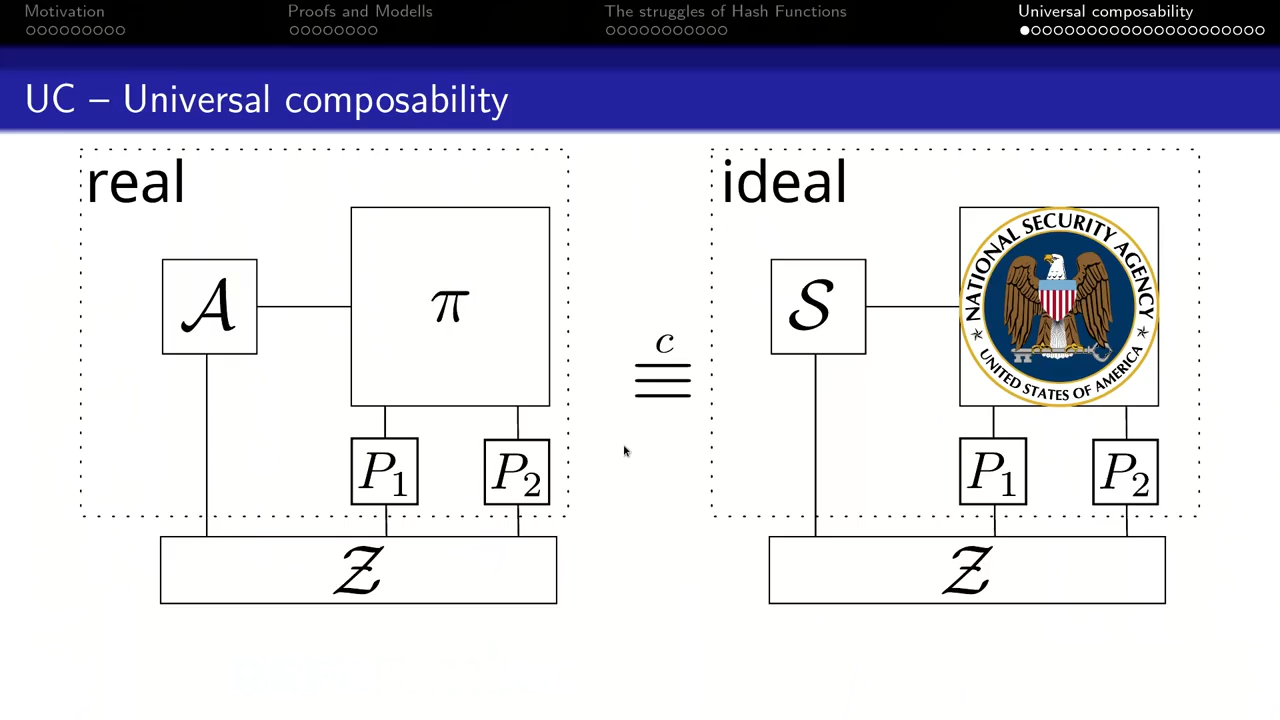 Motivation
Proofs and Modells
The struggles of Hash Functions
Universal composability
UC – Universal composability
real
𝒜
π
P₁
P₂
𝒵
c
≡
ideal
𝒮
NATIONAL SECURITY AGENCY
UNITED STATES OF AMERICA
P₁
P₂
𝒵